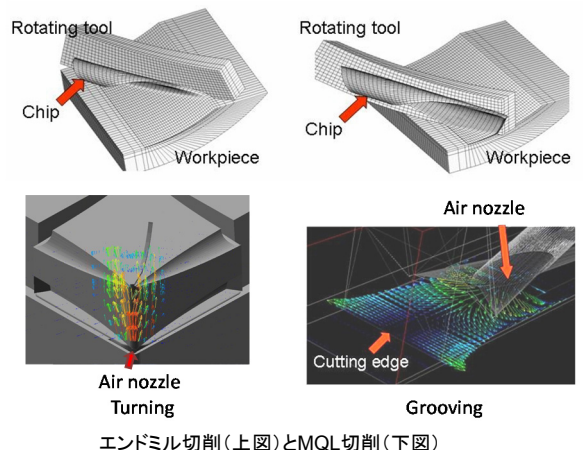 Rotating tool
Chip
Workpiece
Rotating tool
Chip
Workpiece
Air nozzle
Turning
Air nozzle
Cutting edge
Grooving
エンドミル切削(上図)とMQL切削(下図)